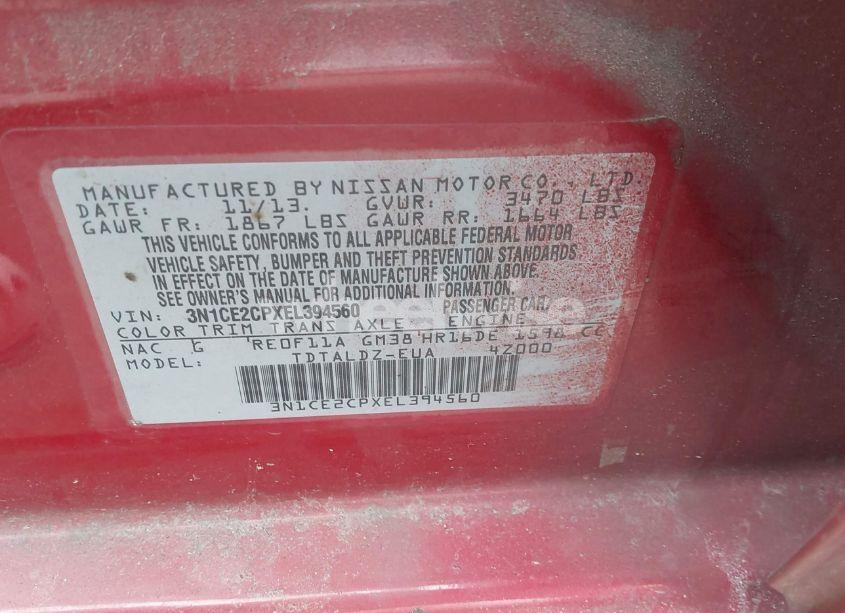 MANUFACTURED BY NISSAN MOTOR CO., LTD.
DATE: 11/13. GVWR: 3470 LBS
GAWR FR: 1867 LBS GAWR RR: 1664 LBS
THIS VEHICLE CONFORMS TO ALL APPLICABLE FEDERAL MOTOR
VEHICLE SAFETY, BUMPER AND THEFT PREVENTION STANDARDS
IN EFFECT ON THE DATE OF MANUFACTURE SHOWN ABOVE.
SEE OWNER'S MANUAL FOR ADDITIONAL INFORMATION.
VIN: 3N1CE2CPXEL394560 PASSENGER CAR
COLOR TRIM TRANS AXLE ENGINE
NAC G RE0F11A GM38 HR16DE 1598 CC
MODEL: TDTALDZ-EUA 4Z000
3N1CE2CPXEL394560